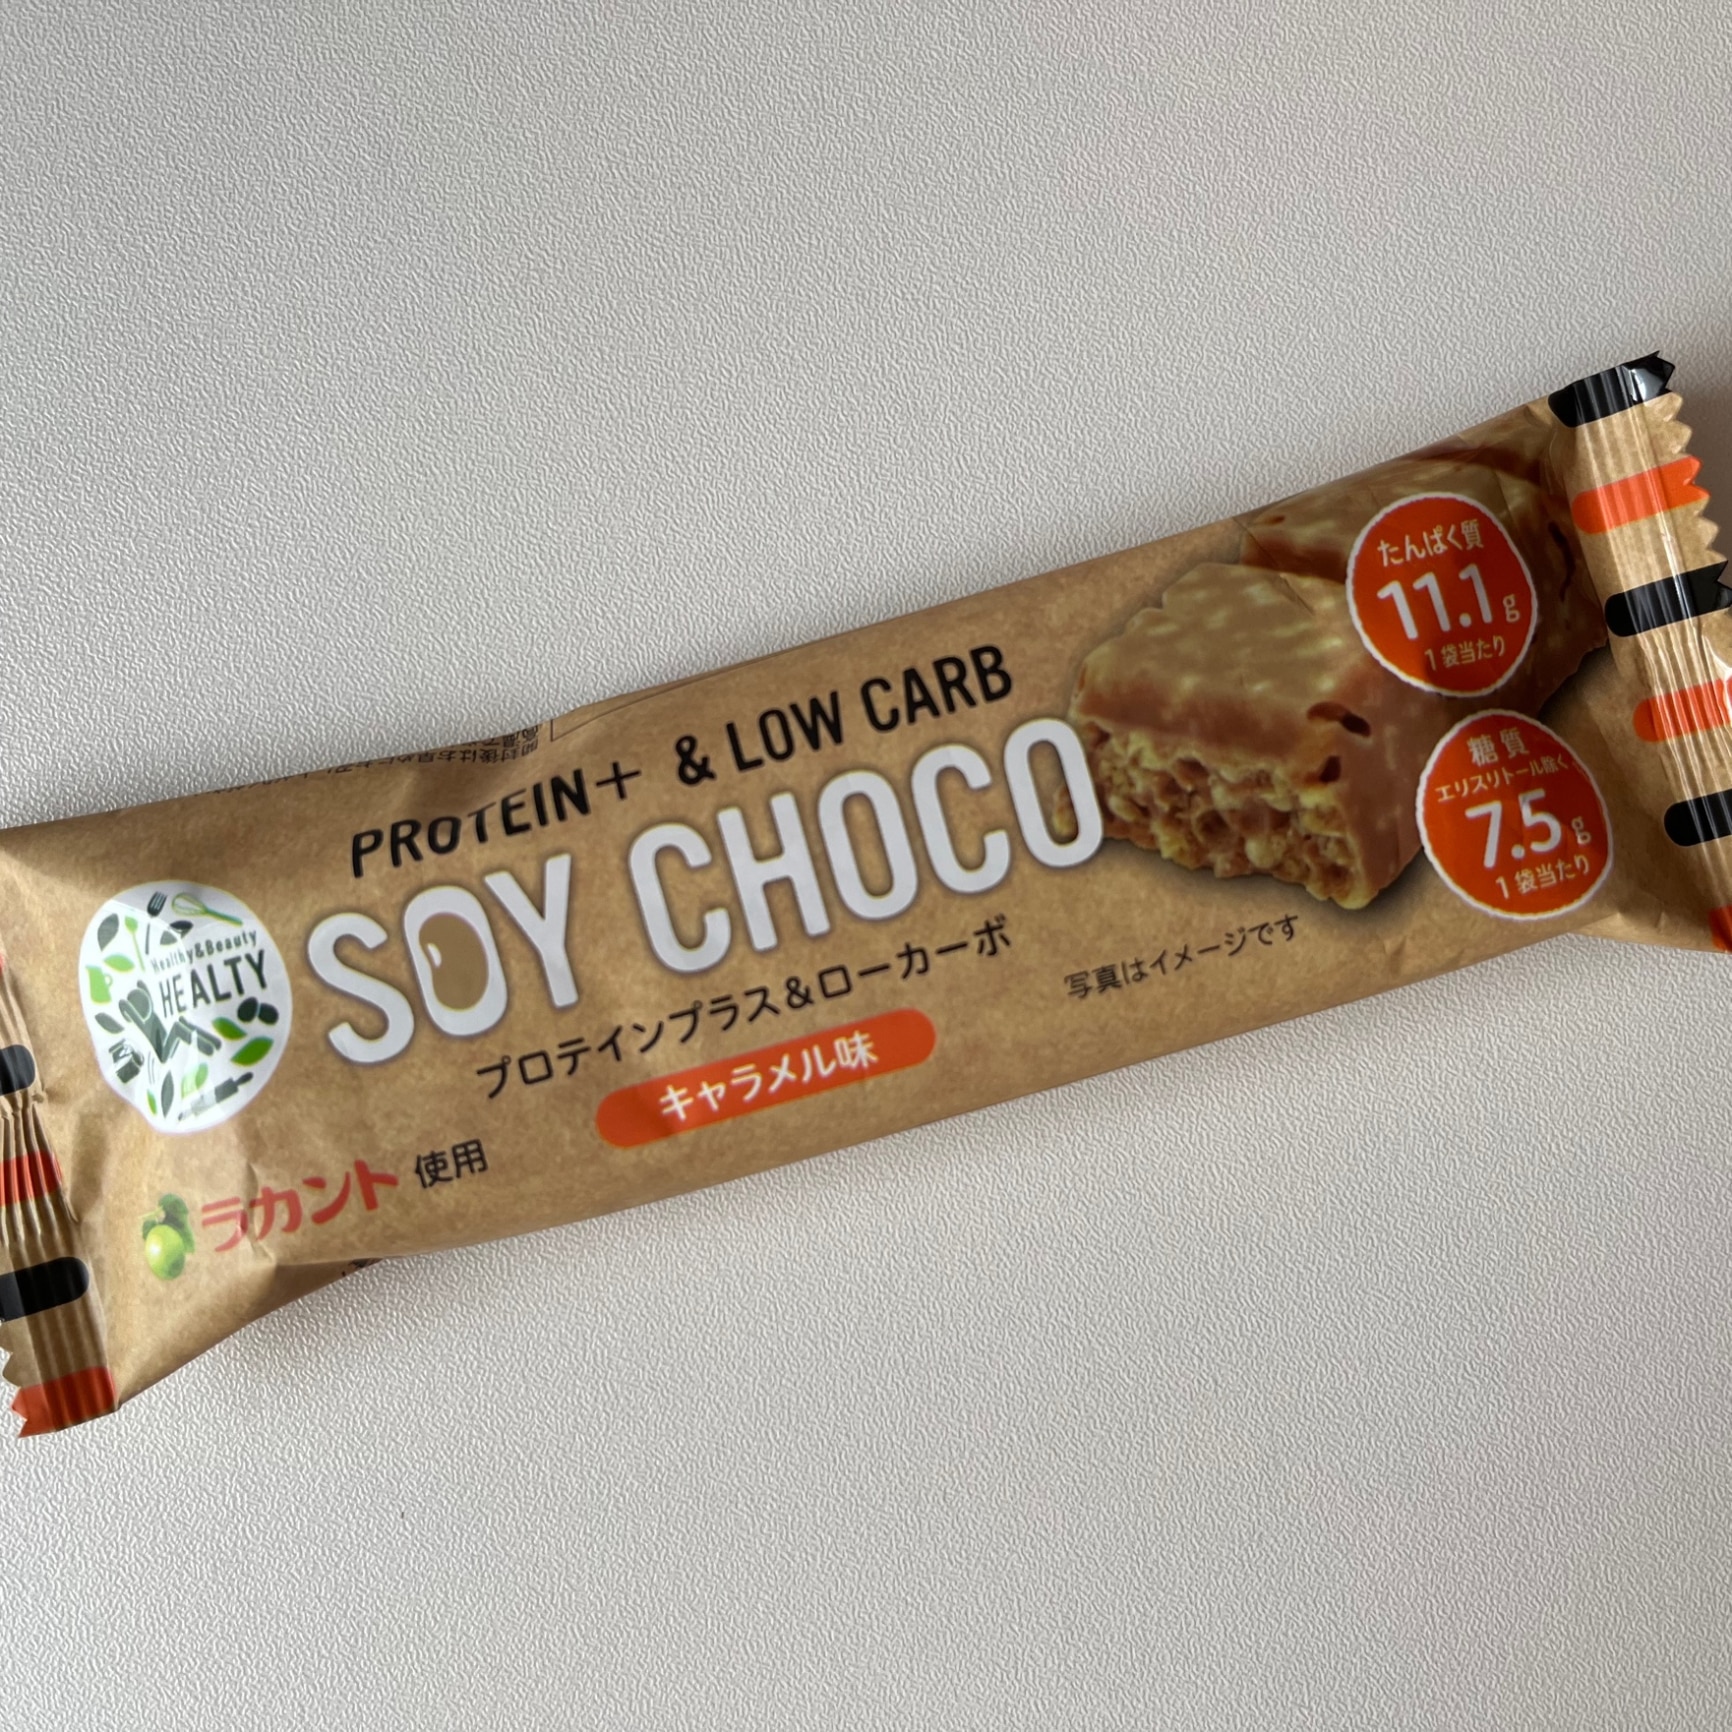 PROTEIN+ & LOW CARB
SOY CHOCO
プロテインプラス&ローカーボ
キャラメル味
Healthy&Beauty
HEALTY
ラカント 使用
写真はイメージです
たんぱく質
11.1g
1袋当たり
糖質
エリスリトール除く
7.5g
1袋当たり